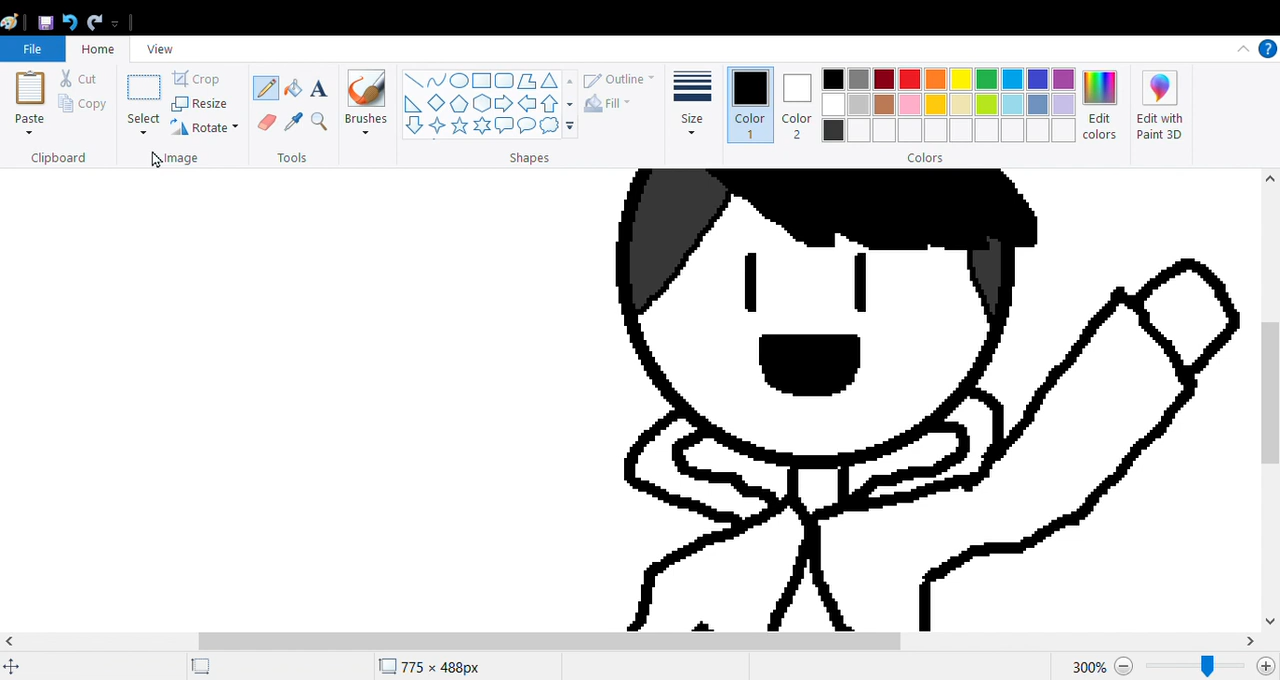 File Home View
Paste
Cut
Copy
Clipboard
Select
Crop
Resize
Rotate
Image
A
Tools
Brushes
Outline
Fill
Shapes
Size
Color
1
Color
2
Edit
colors
Colors
Edit with
Paint 3D
?
775 × 488px
300%